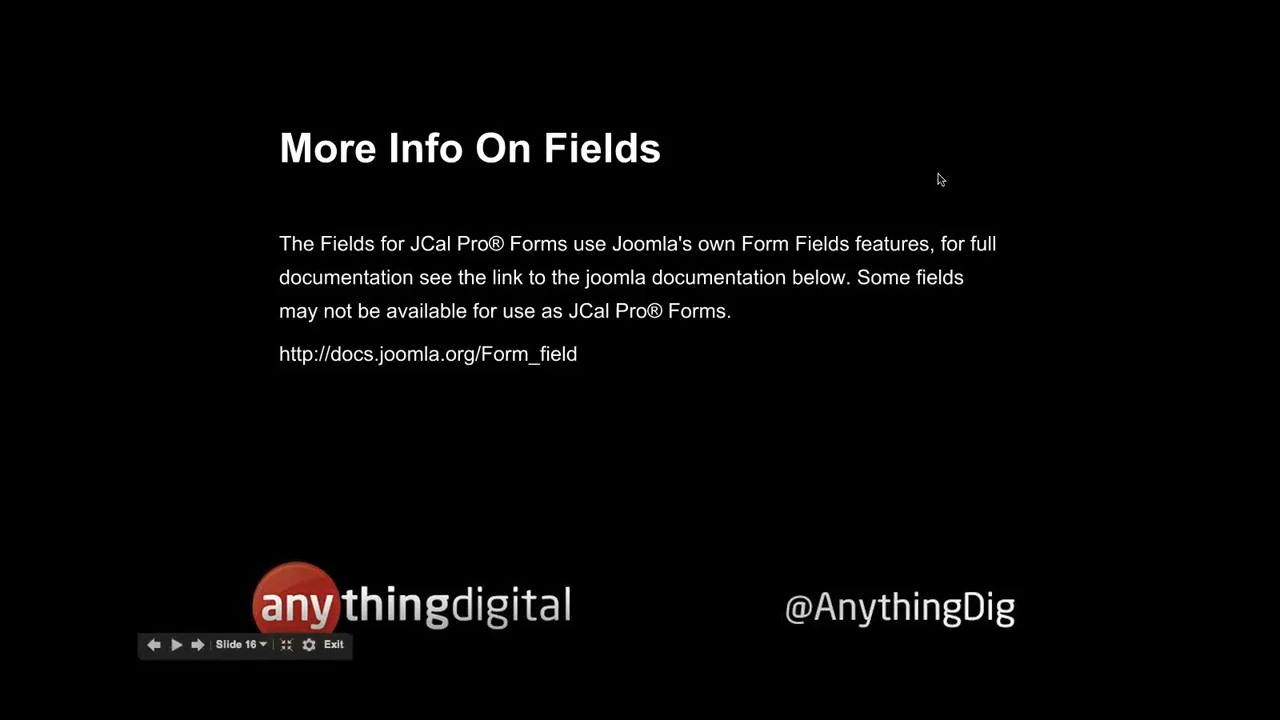 More Info On Fields
The Fields for JCal Pro® Forms use Joomla's own Form Fields features, for full
documentation see the link to the joomla documentation below. Some fields
may not be available for use as JCal Pro® Forms.
http://docs.joomla.org/Form_field
anythingdigital
@AnythingDig
Slide 16
Exit